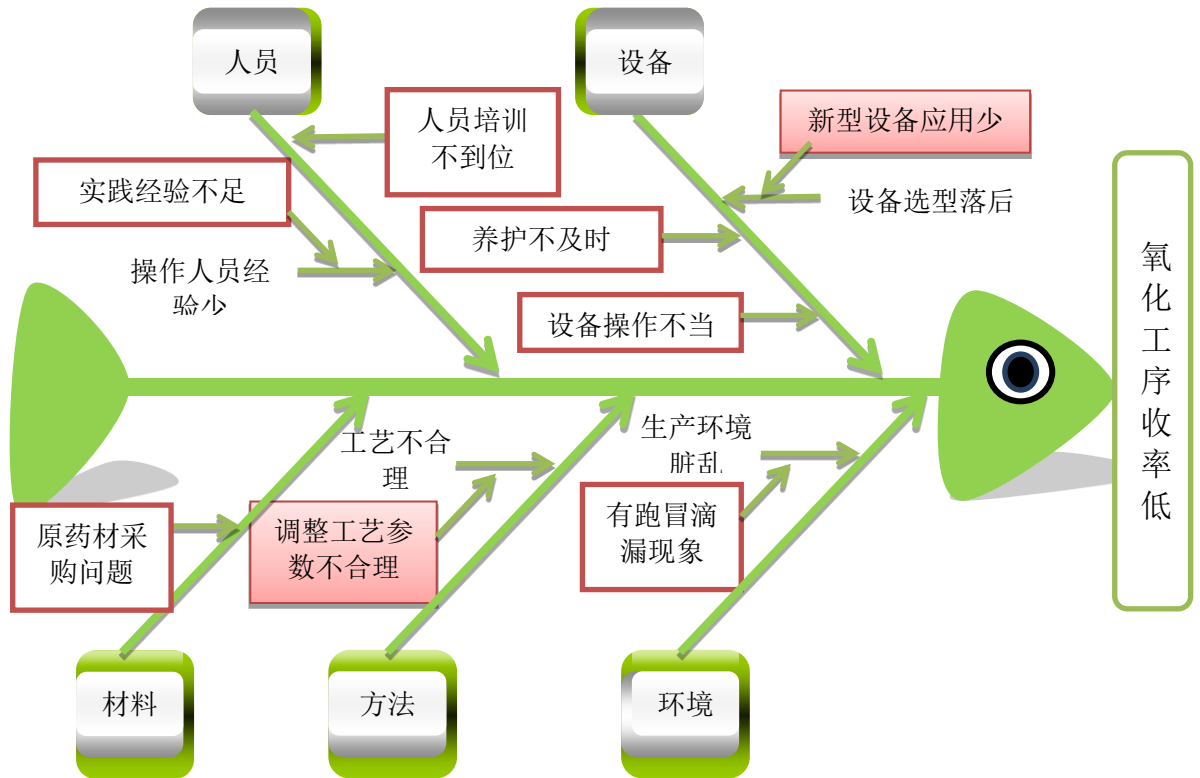 人员
设备
人员培训
不到位
新型设备应用少
实践经验不足
设备选型落后
养护不及时
操作人员经
验少
设备操作不当
氧化工序收率低
工艺不合
理
生产环境
脏乱
原药材采
购问题
调整工艺参
数不合理
有跑冒滴
漏现象
材料
方法
环境